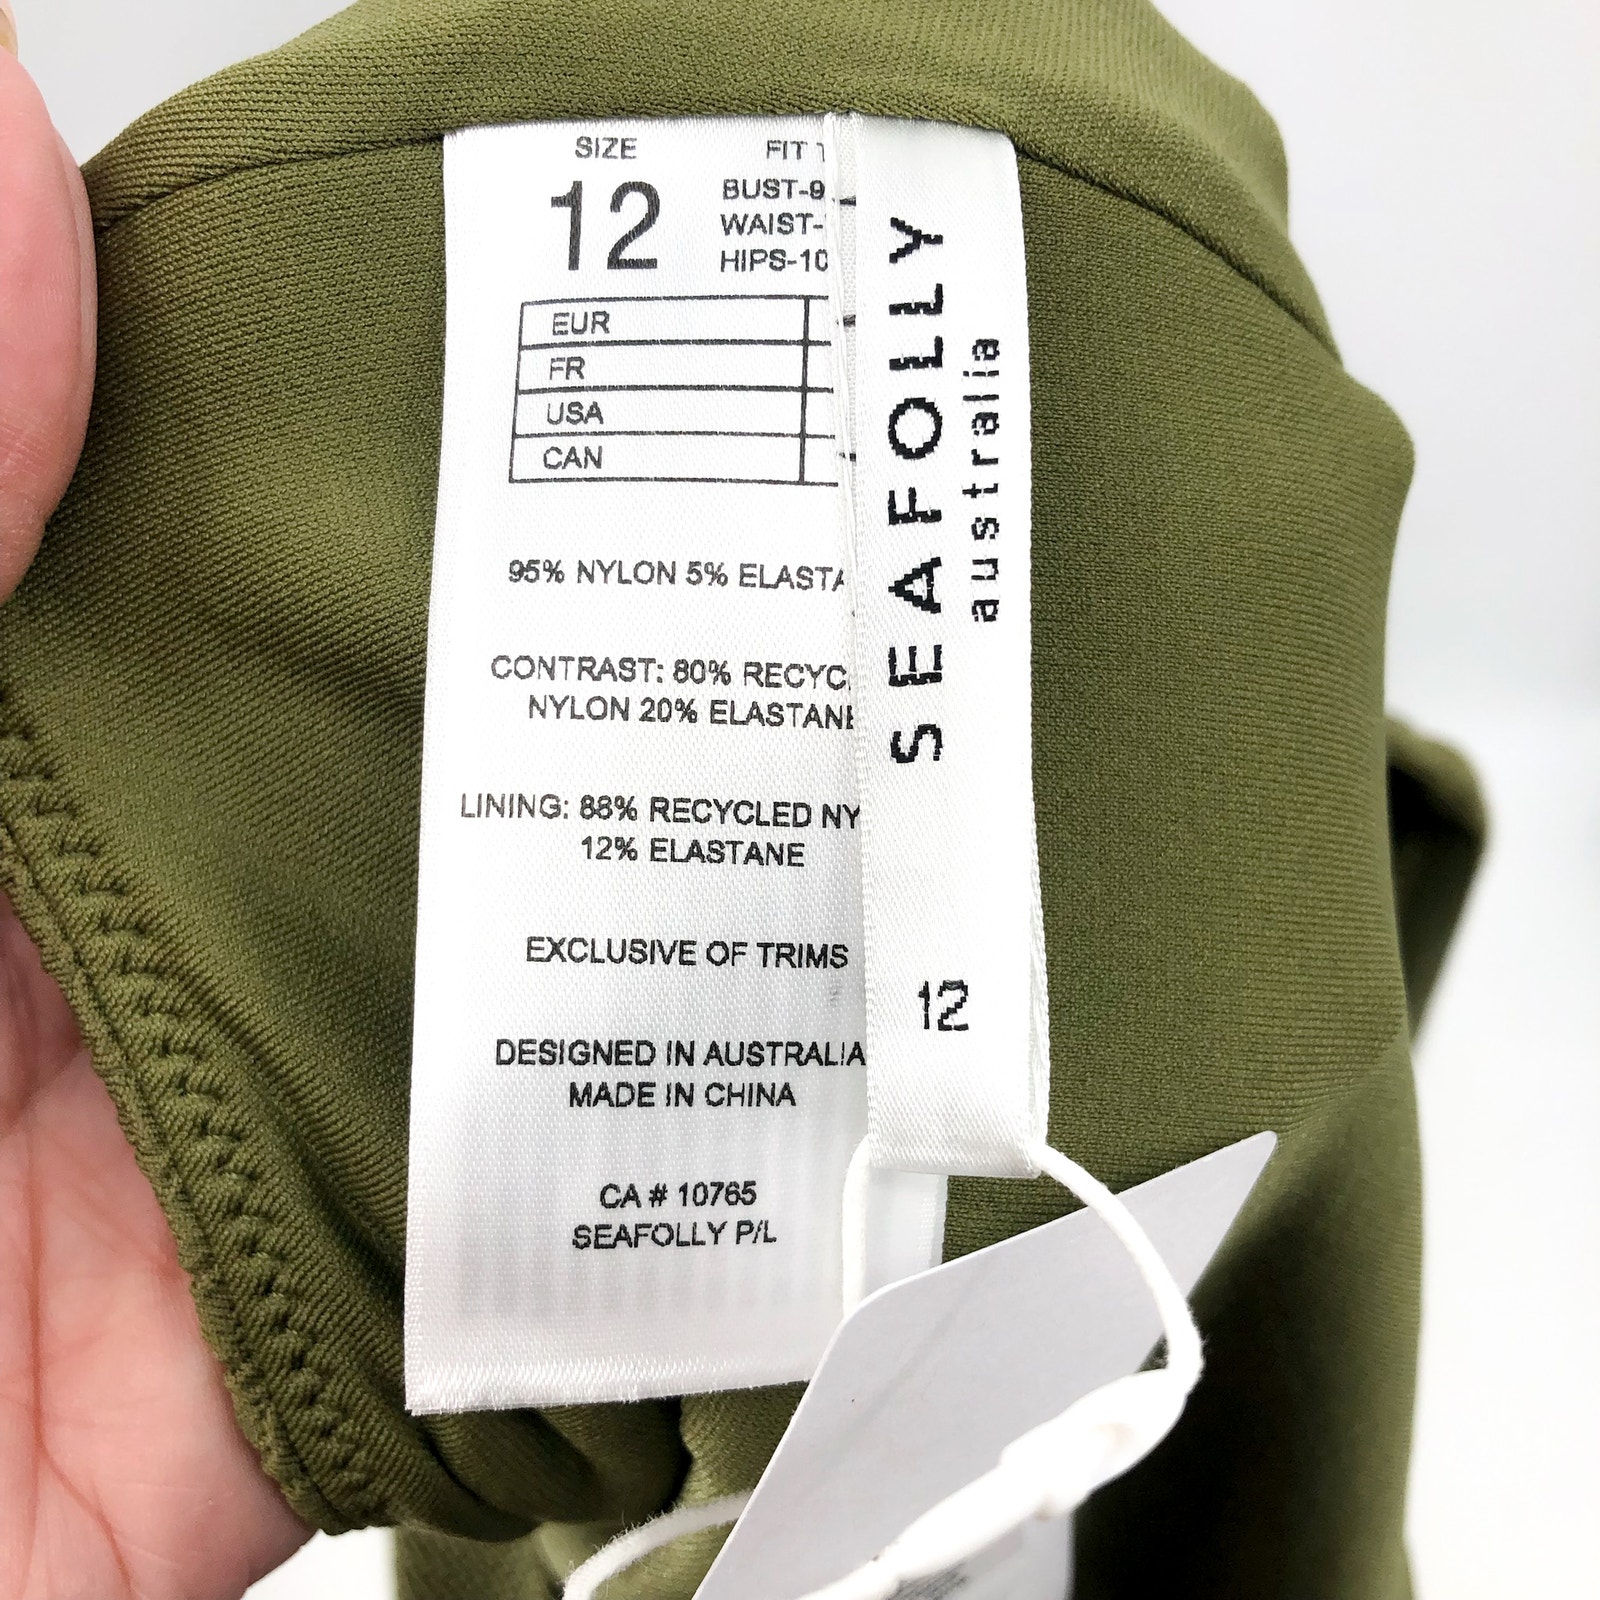 SIZE
12
FIT
BUST-9
WAIST-
HIPS-10
EUR
FR
USA
CAN
95% NYLON 5% ELASTA
CONTRAST: 80% RECYC
NYLON 20% ELASTANE
LINING: 88% RECYCLED NY
12% ELASTANE
EXCLUSIVE OF TRIMS
DESIGNED IN AUSTRALIA
MADE IN CHINA
CA # 10765
SEAFOLLY P/L
SEAFOLLY
australia
12